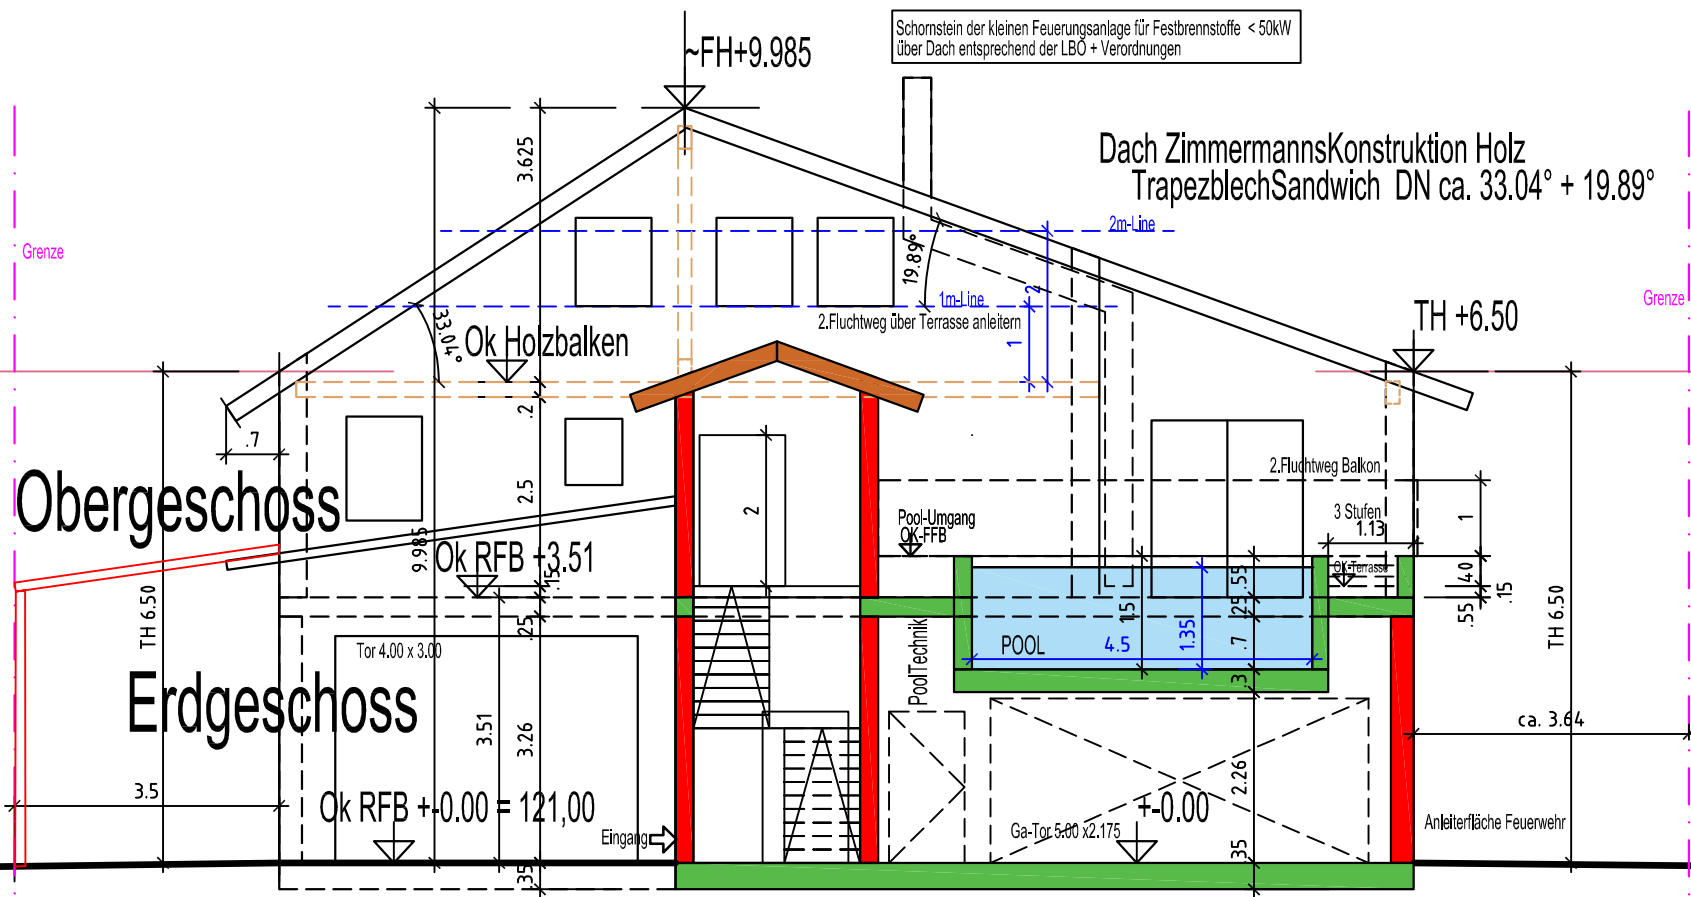 Schornstein der kleinen Feuerungsanlage für Festbrennstoffe < 50kW
über Dach entsprechend der LBO + Verordnungen
~FH+9.985
Dach ZimmermannsKonstruktion Holz
TrapezblechSandwich DN ca. 33.04° + 19.89°
3.625
2m-Line
Grenze
19.89°
Grenze
1m-Line
2
2.Fluchtweg über Terrasse anleitern
TH +6.50
33.04°
Ok Holzbalken
1
.2
.7
2.5
2
2.Fluchtweg Balkon
Obergeschoss
3 Stufen
1.13
1
Pool-Umgang
OK-FFB
9.985
Ok RFB +3.51
.15
OK-Terrasse
.40
.15
.55
.55
1.5
.25
.25
TH 6.50
TH 6.50
Tor 4.00 x 3.00
PoolTechnik
POOL
4.5
1.35
.7
.3
Erdgeschoss
3.51
3.26
ca. 3.64
2.26
3.5
Ok RFB +-0.00 = 121,00
+-0.00
Eingang
Ga-Tor 5.00 x2.175
Anleiterfläche Feuerwehr
.35
.35